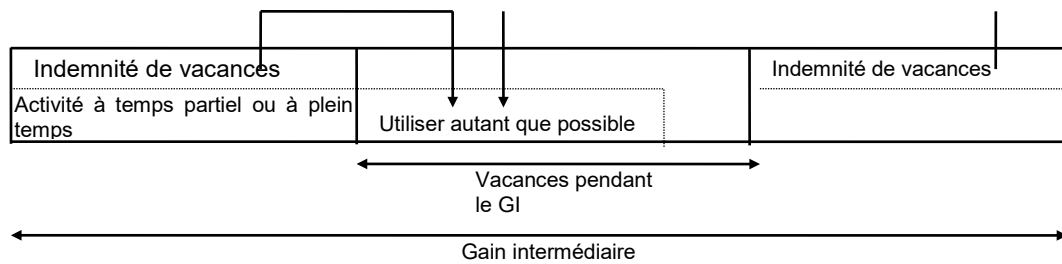 Indemnité de vacances
Activité à temps partiel ou à plein
temps
Utiliser autant que possible
Indemnité de vacances
Vacances pendant
le GI
Gain intermédiaire